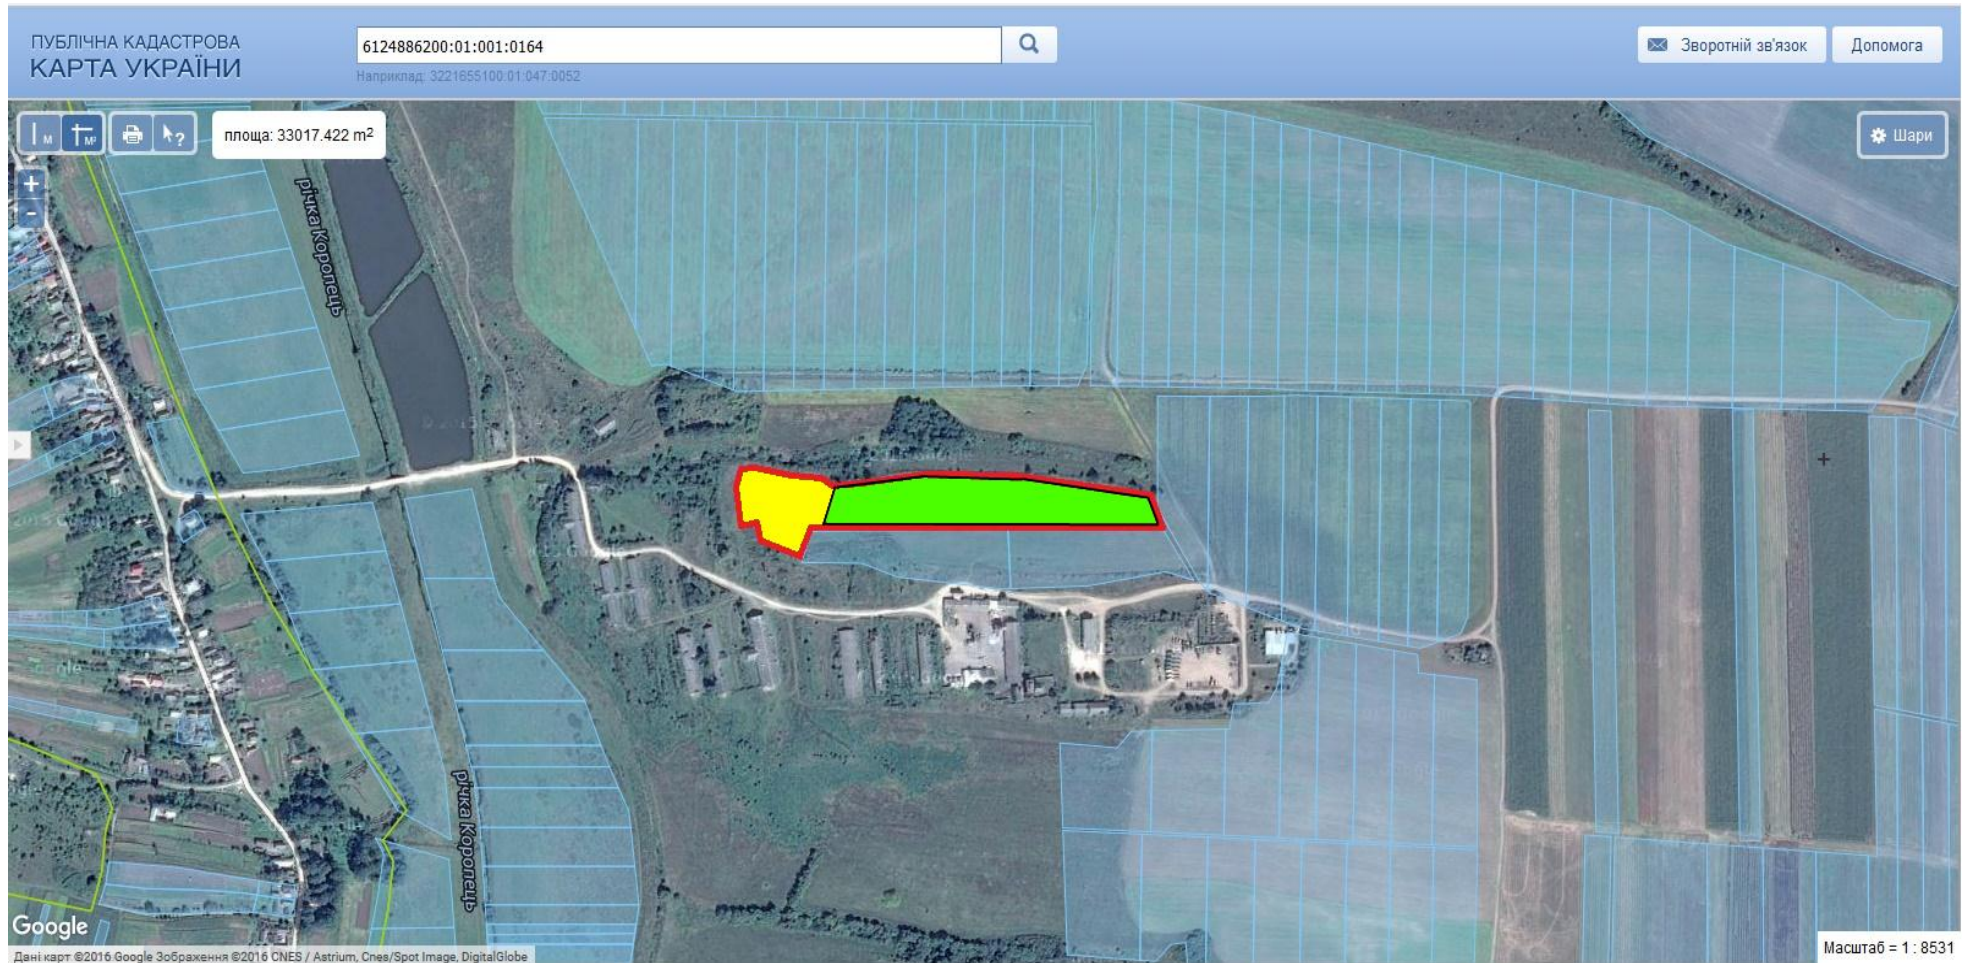 ПУБЛІЧНА КАДАСТРОВА
КАРТА УКРАЇНИ
6124886200:01:001:0164
Наприклад: 3221655100:01:047:0052
Зворотній зв'язок
Допомога
М
М²
?
площа: 33017.422 m²
Шари
+
-
річка Коропець
річка Коропець
Google
Дані карт ©2016 Google Зображення ©2016 CNES / Astrium, Cnes/Spot Image, DigitalGlobe
Масштаб = 1 : 8531